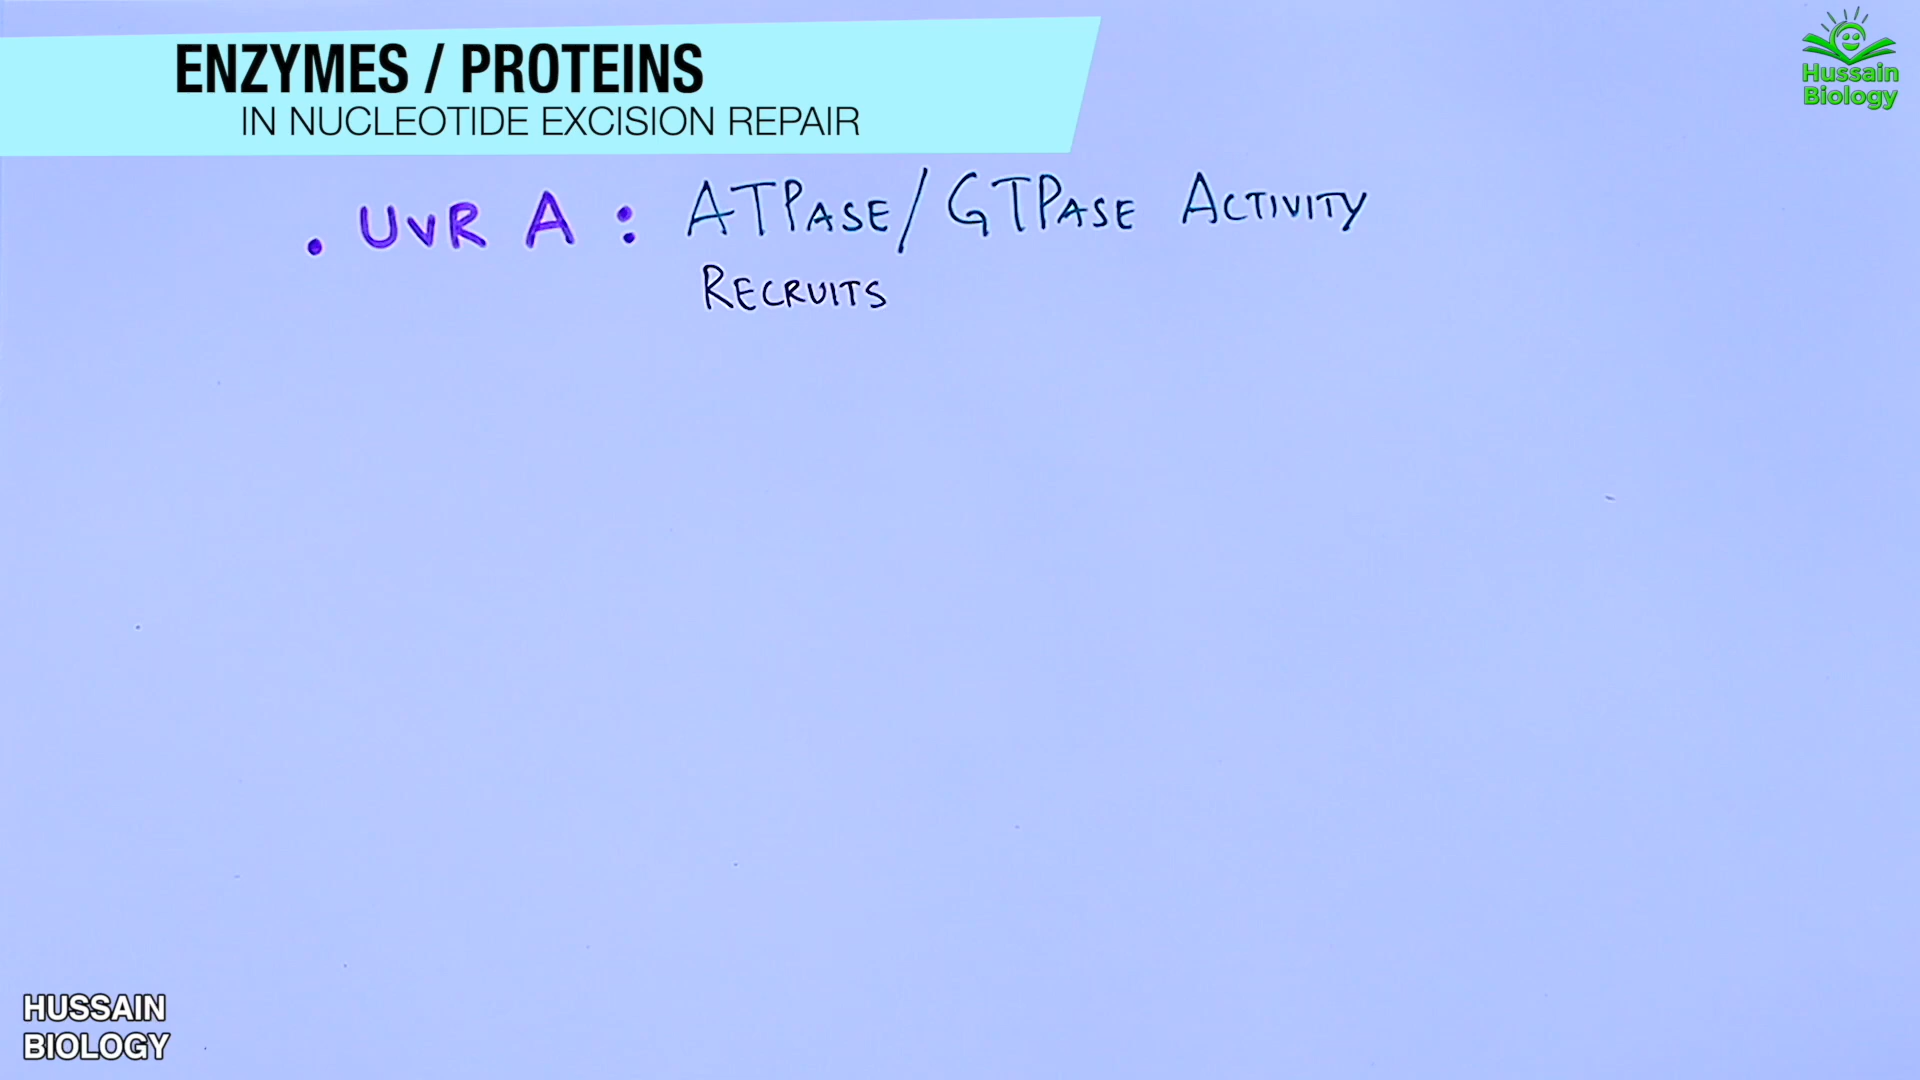 ENZYMES / PROTEINS
IN NUCLEOTIDE EXCISION REPAIR
Hussain
Biology
. UVR A : ATPASE/GTPASE ACTIVITY
RECRUITS
HUSSAIN
BIOLOGY